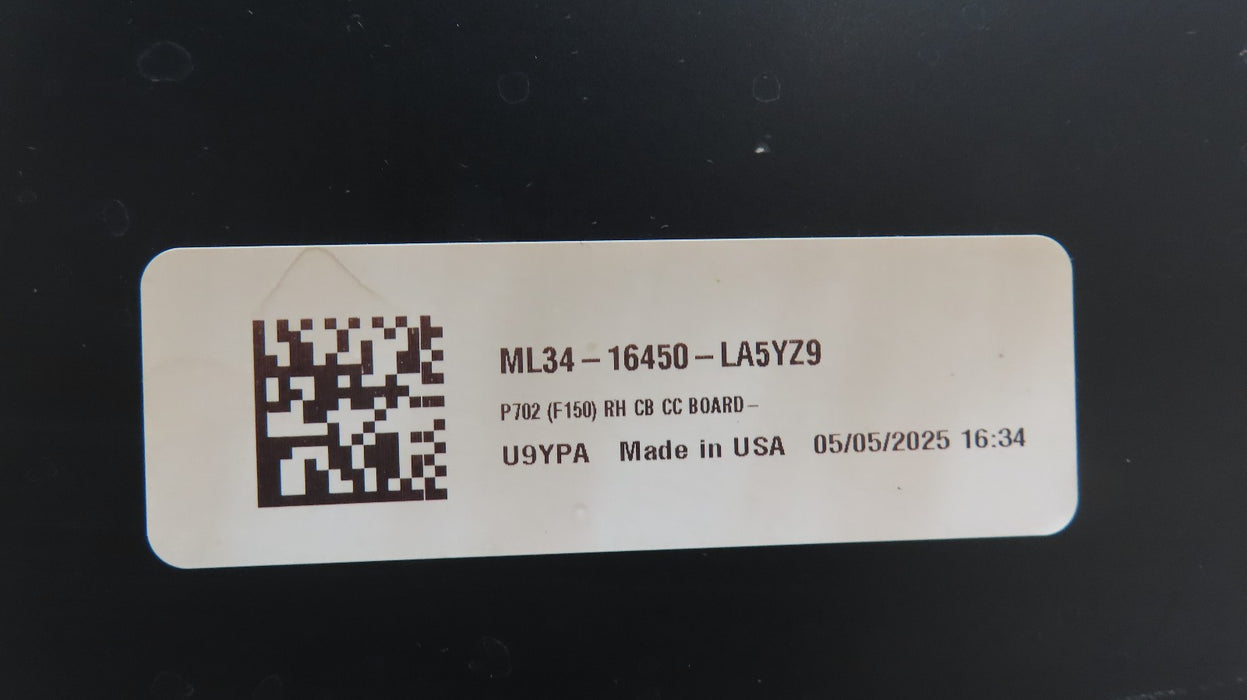 ML34-16450-LA5YZ9
P702 (F150) RH CB CC BOARD-
U9YPA Made in USA 05/05/2025 16:34